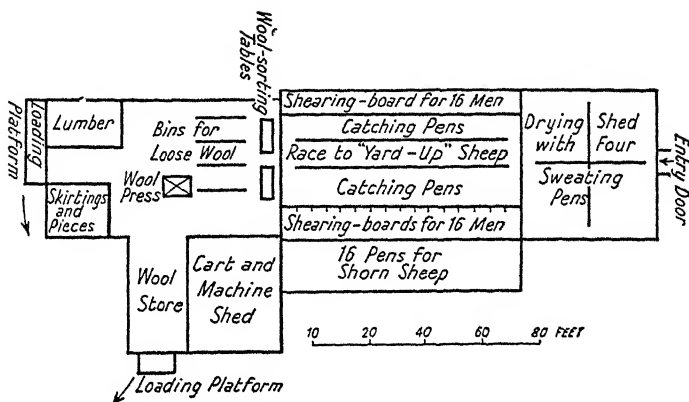 Wool-sorting
Tables
Loading
Platform
Lumber
Bins for
Loose Wool
Wool
Press
Skirtings
and
Pieces
Shearing-board for 16 Men
Catching Pens
Race to "Yard-Up" Sheep
Catching Pens
Shearing-boards for 16 Men
16 Pens for
Shorn Sheep
Drying Shed
with Four
Sweating
Pens
Entry Door
Wool
Store
Cart and
Machine
Shed
10 20 40 60 80 FEET
Loading Platform